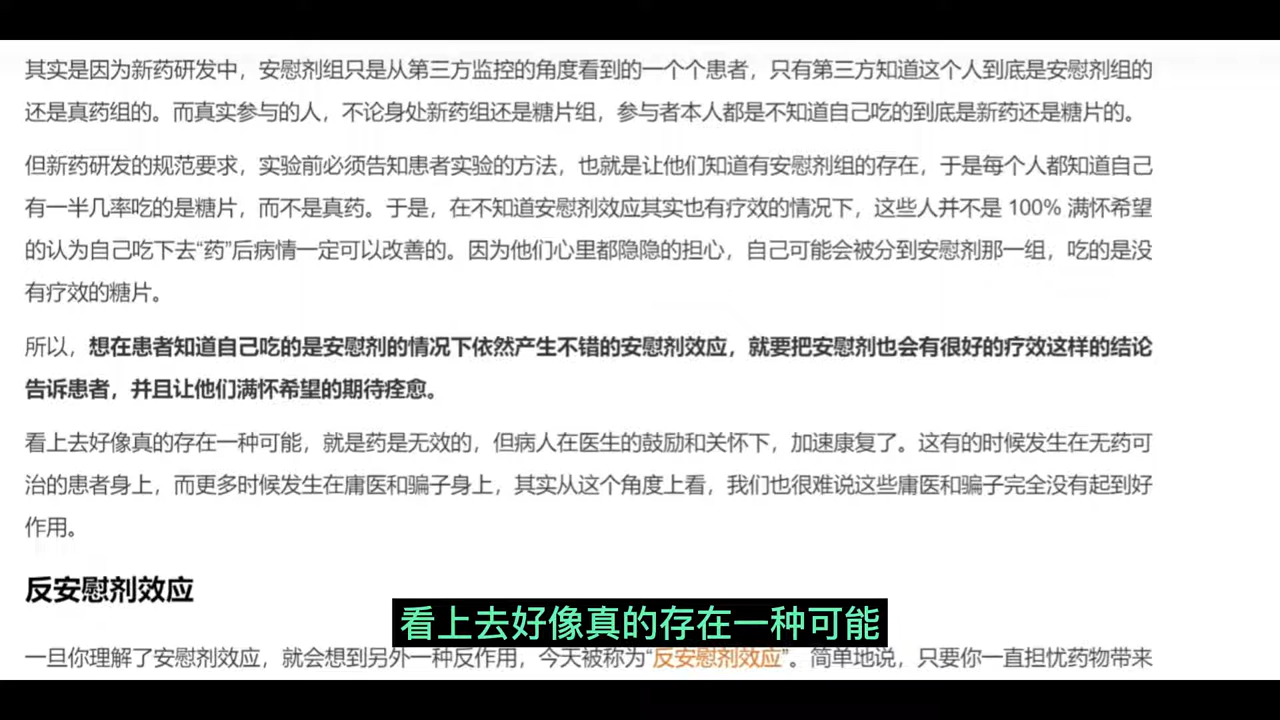 其实是因为新药研发中，安慰剂组只是从第三方监控的角度看到的一个个患者，只有第三方知道这个人到底是安慰剂组的
还是真药组的。而真实参与的人，不论身处新药组还是糖片组，参与者本人都是不知道自己吃的到底是新药还是糖片的。
但新药研发的规范要求，实验前必须告知患者实验的方法，也就是让他们知道有安慰剂组的存在，于是每个人都知道自己
有一半几率吃的是糖片，而不是真药。于是，在不知道安慰剂效应其实也有疗效的情况下，这些人并不是 100% 满怀希望
的认为自己吃下去“药”后病情一定可以改善的。因为他们心里都隐隐的担心，自己可能会被分到安慰剂那一组，吃的是没
有疗效的糖片。
所以，想在患者知道自己吃的是安慰剂的情况下依然产生不错的安慰剂效应，就要把安慰剂也会有很好的疗效这样的结论
告诉患者，并且让他们满怀希望的期待痊愈。
看上去好像真的存在一种可能，就是药是无效的，但病人在医生的鼓励和关怀下，加速康复了。这有的时候发生在无药可
治的患者身上，而更多时候发生在庸医和骗子身上，其实从这个角度上看，我们也很难说这些庸医和骗子完全没有起到好
作用。
反安慰剂效应
看上去好像真的存在一种可能
一旦你理解了安慰剂效应，就会想到另外一种反作用，今天被称为“反安慰剂效应”。简单地说，只要你一直担忧药物带来